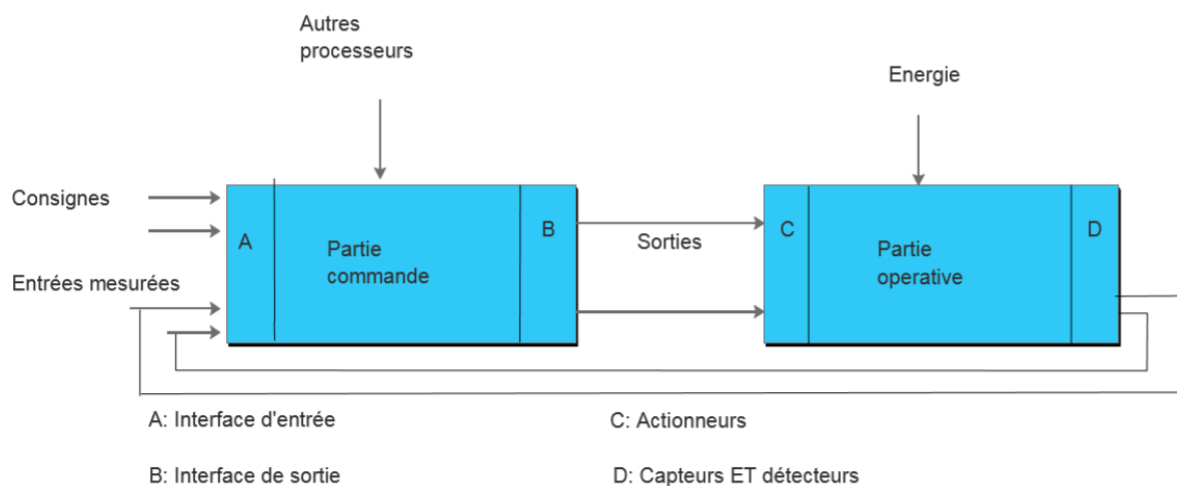 Autres
processeurs
Energie
Consignes
A
Partie
commande
B
Sorties
C
Partie
operative
D
Entrées mesurées
A: Interface d'entrée
C: Actionneurs
B: Interface de sortie
D: Capteurs ET détecteurs